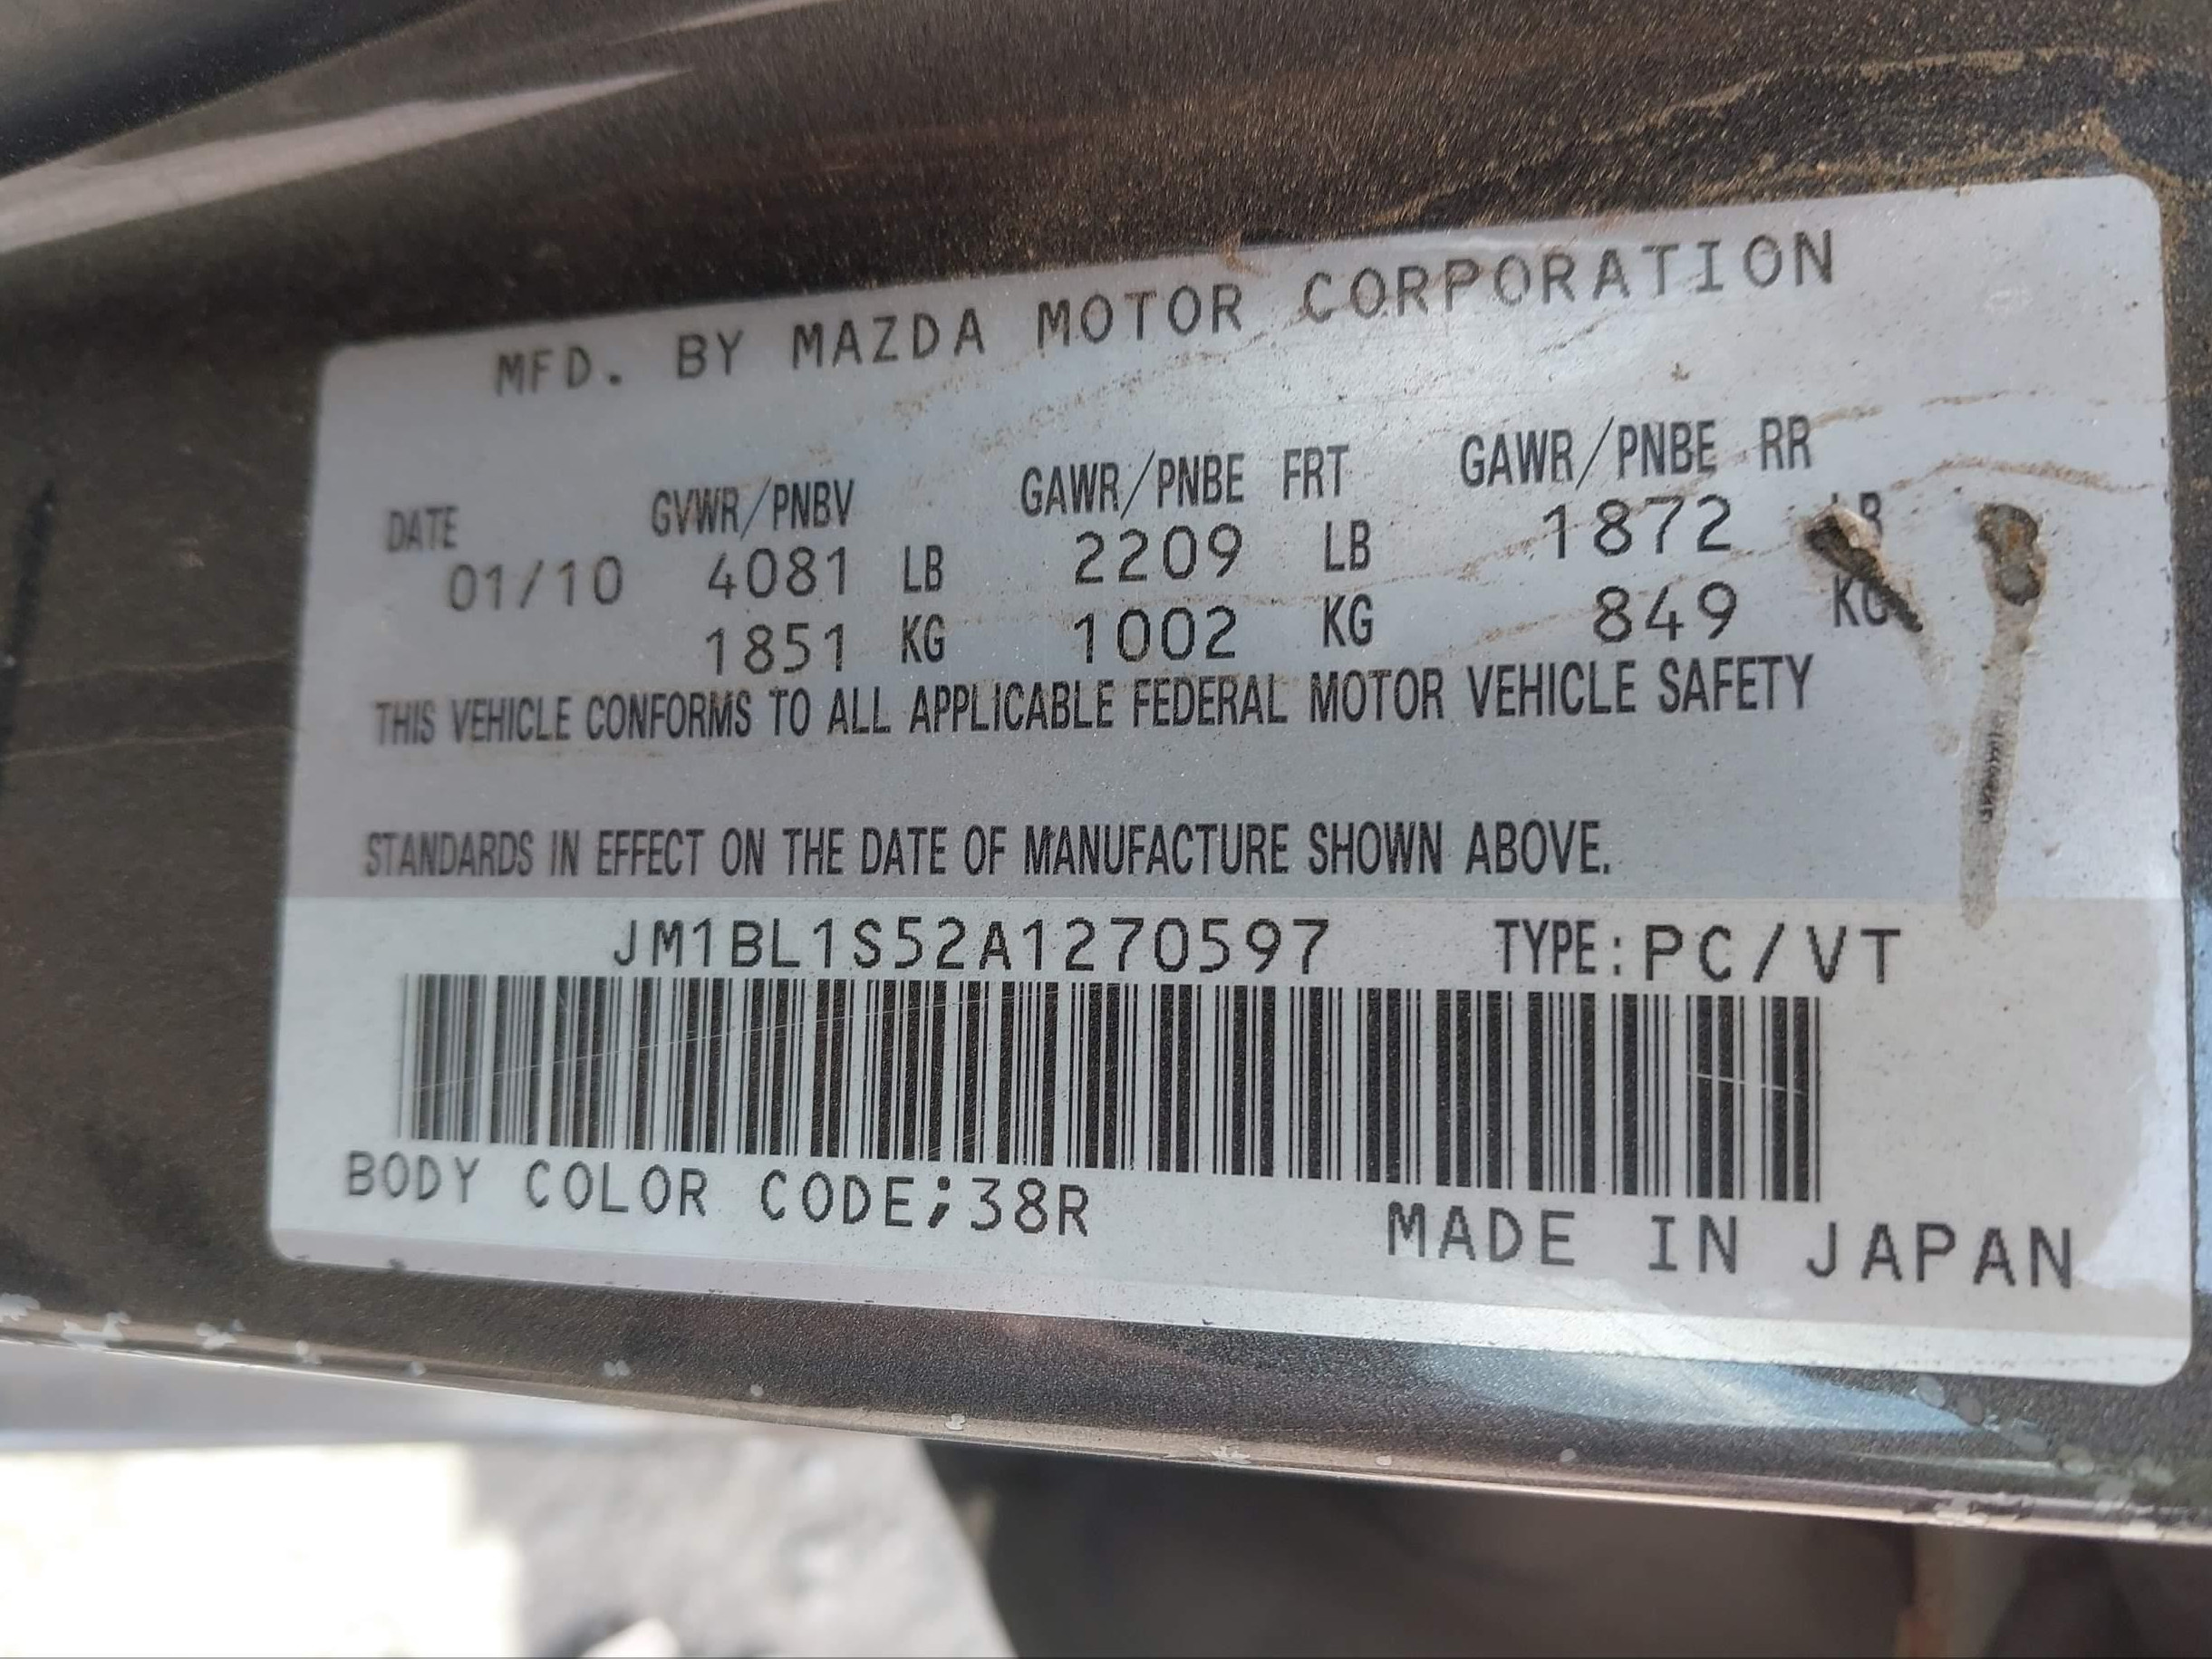 MFD. BY MAZDA MOTOR CORPORATION
DATE GVWR/PNBV GAWR/PNBE FRT GAWR/PNBE RR
01/10 4081 LB 2209 LB 1872 LB
1851 KG 1002 KG 849 KG
THIS VEHICLE CONFORMS TO ALL APPLICABLE FEDERAL MOTOR VEHICLE SAFETY
STANDARDS IN EFFECT ON THE DATE OF MANUFACTURE SHOWN ABOVE.
JM1BL1S52A1270597 TYPE:PC/VT
BODY COLOR CODE;38R MADE IN JAPAN